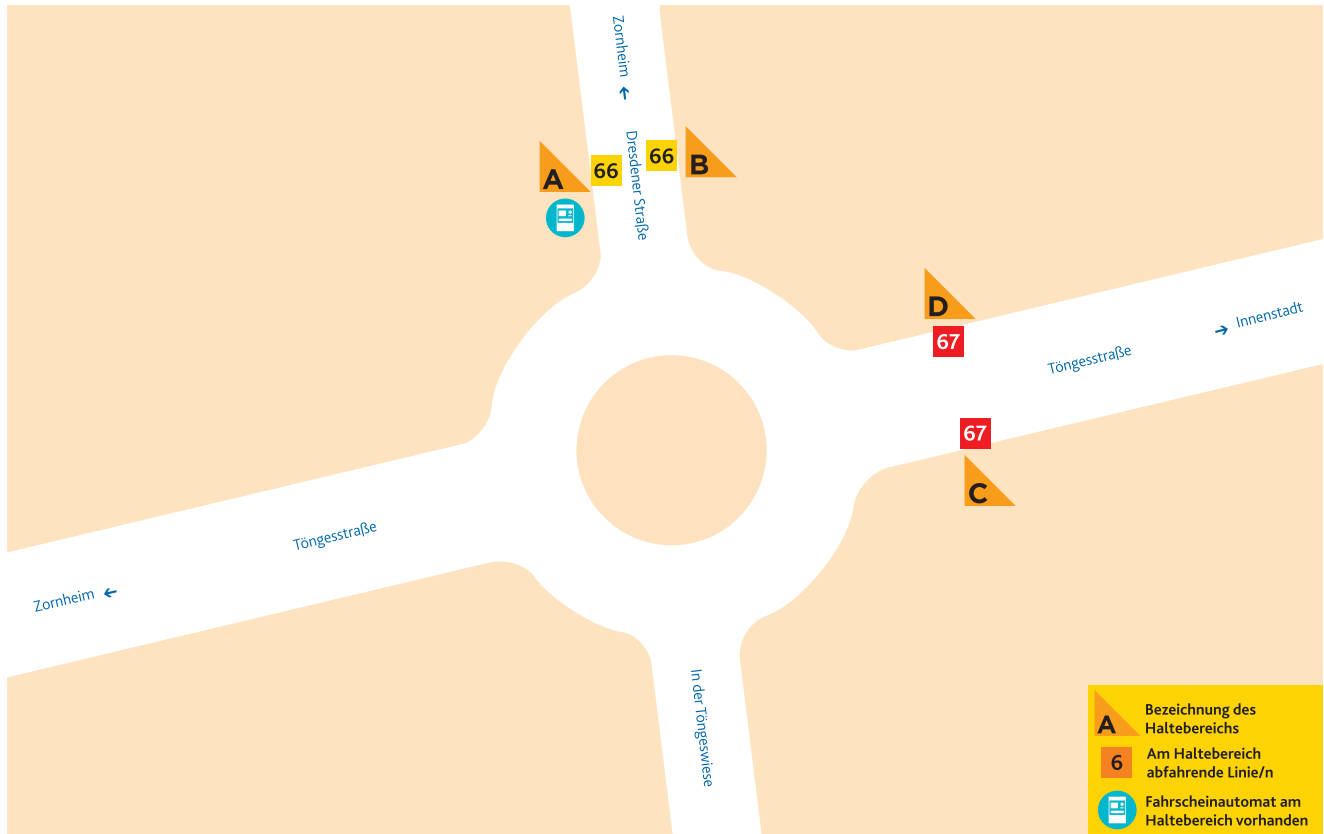 Zornheim ↑
Dresdener Straße
66
66
A
B
D
67
Töngesstraße
→ Innenstadt
67
C
Töngesstraße
Zornheim ←
In der Töngeswiese
A
Bezeichnung des
Haltebereichs
6
Am Haltebereich
abfahrende Linie/n
Fahrscheinautomat am
Haltebereich vorhanden